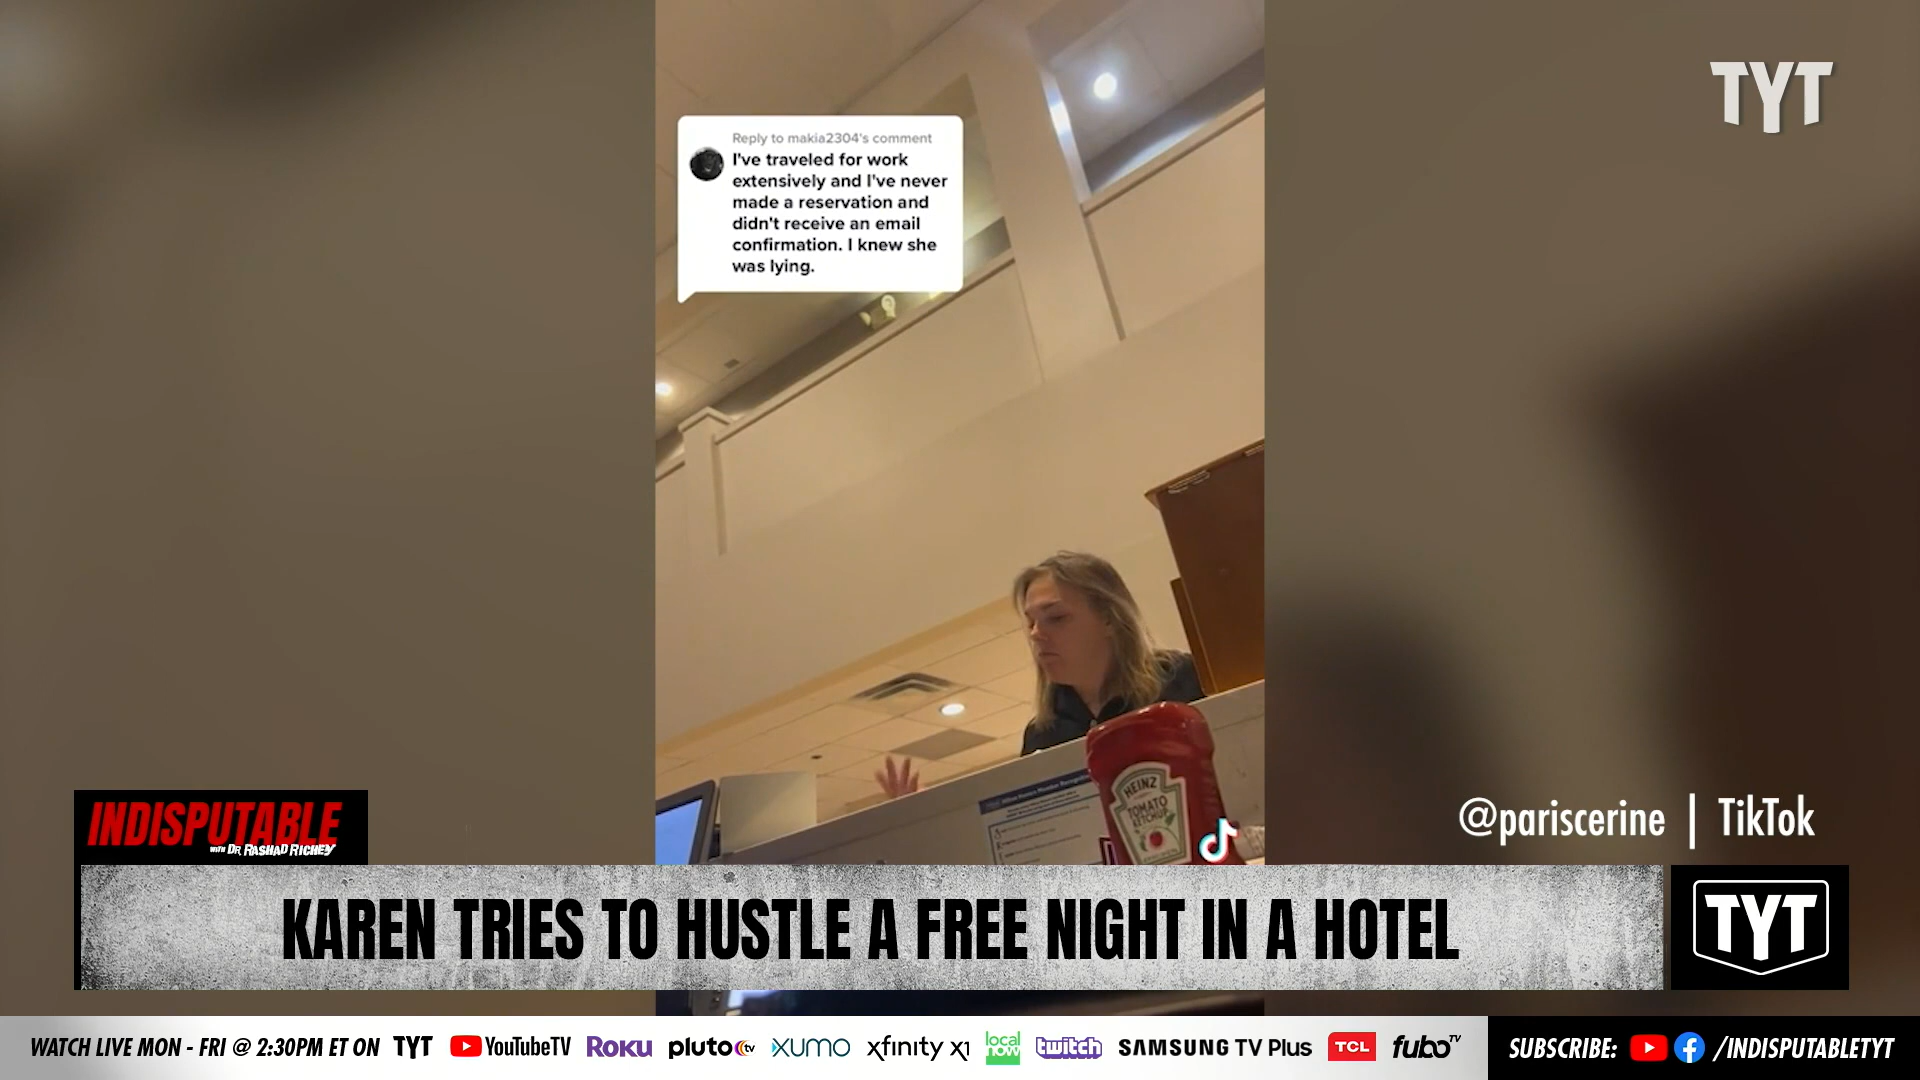 TYT
Reply to makia2304's comment
I've traveled for work
extensively and I've never
made a reservation and
didn't receive an email
confirmation. I knew she
was lying.
HEINZ
TOMATO
KETCHUP
INDISPUTABLE
WITH DR RASHAD RICHEY
@pariscerine | TikTok
KAREN TRIES TO HUSTLE A FREE NIGHT IN A HOTEL
TYT
WATCH LIVE MON - FRI @ 2:30PM ET ON TYT YouTubeTV ROKU pluto tv XUMO xfinity x1 local now twitch SAMSUNG TV Plus TCL fubo TV
SUBSCRIBE: /INDISPUTABLETYT